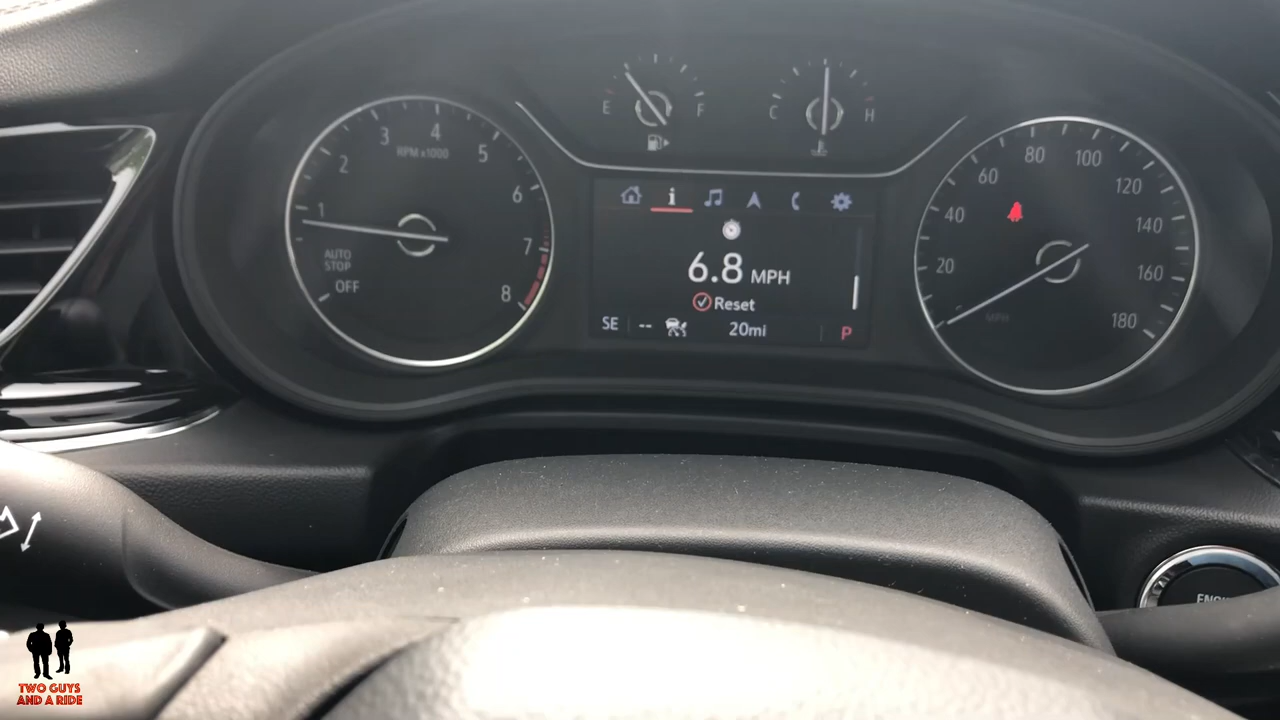 1
2
3
4
5
6
7
8
RPM x1000
AUTO
STOP
OFF
E
F
C
H
i
6.8 MPH
Reset
SE -- 20mi P
20
40
60
80
100
120
140
160
180
MPH
TWO GUYS
AND A RIDE